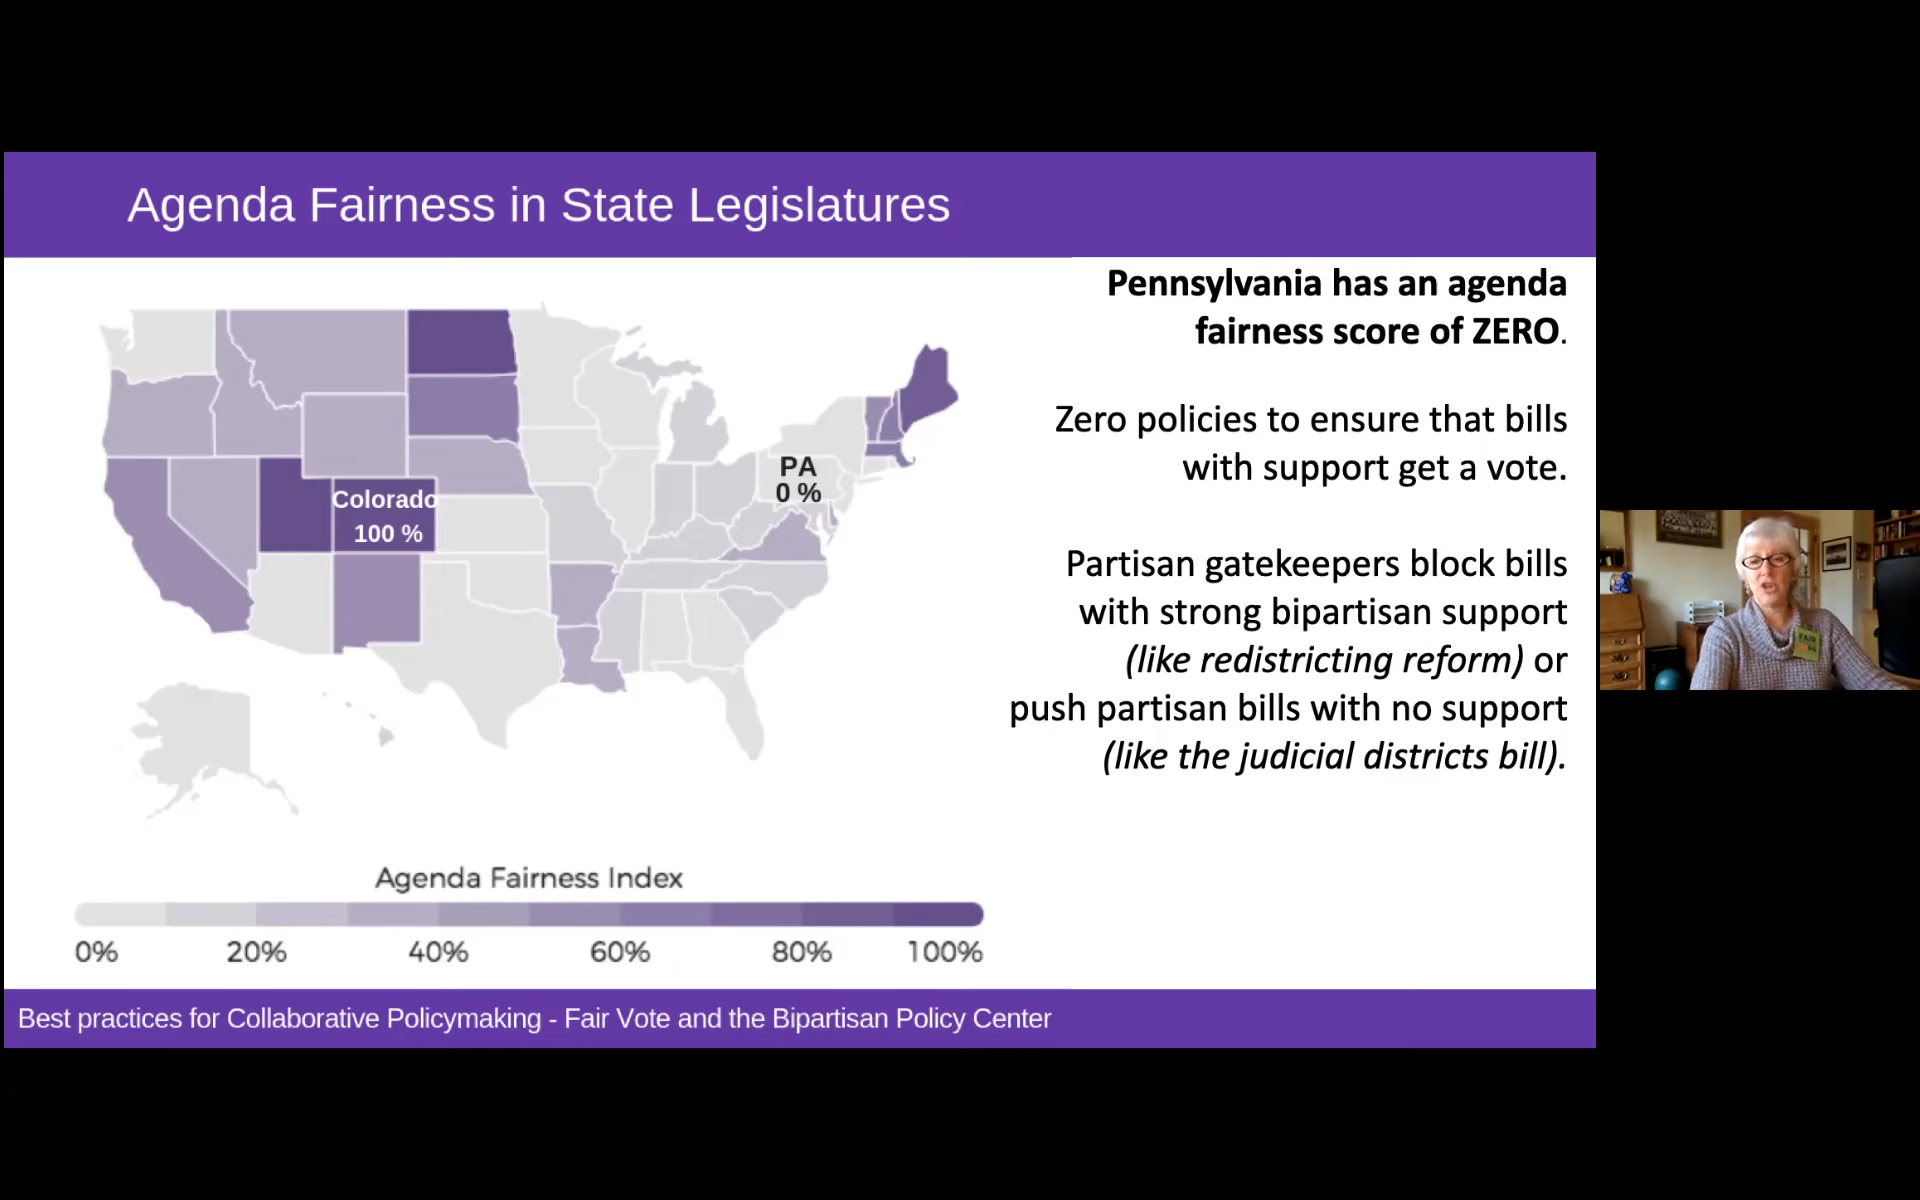 Agenda Fairness in State Legislatures
Pennsylvania has an agenda
fairness score of ZERO.
Zero policies to ensure that bills
with support get a vote.
Partisan gatekeepers block bills
with strong bipartisan support
(like redistricting reform) or
push partisan bills with no support
(like the judicial districts bill).
PA
0 %
Colorado
100 %
Agenda Fairness Index
0%
20%
40%
60%
80%
100%
Best practices for Collaborative Policymaking - Fair Vote and the Bipartisan Policy Center
FAIR